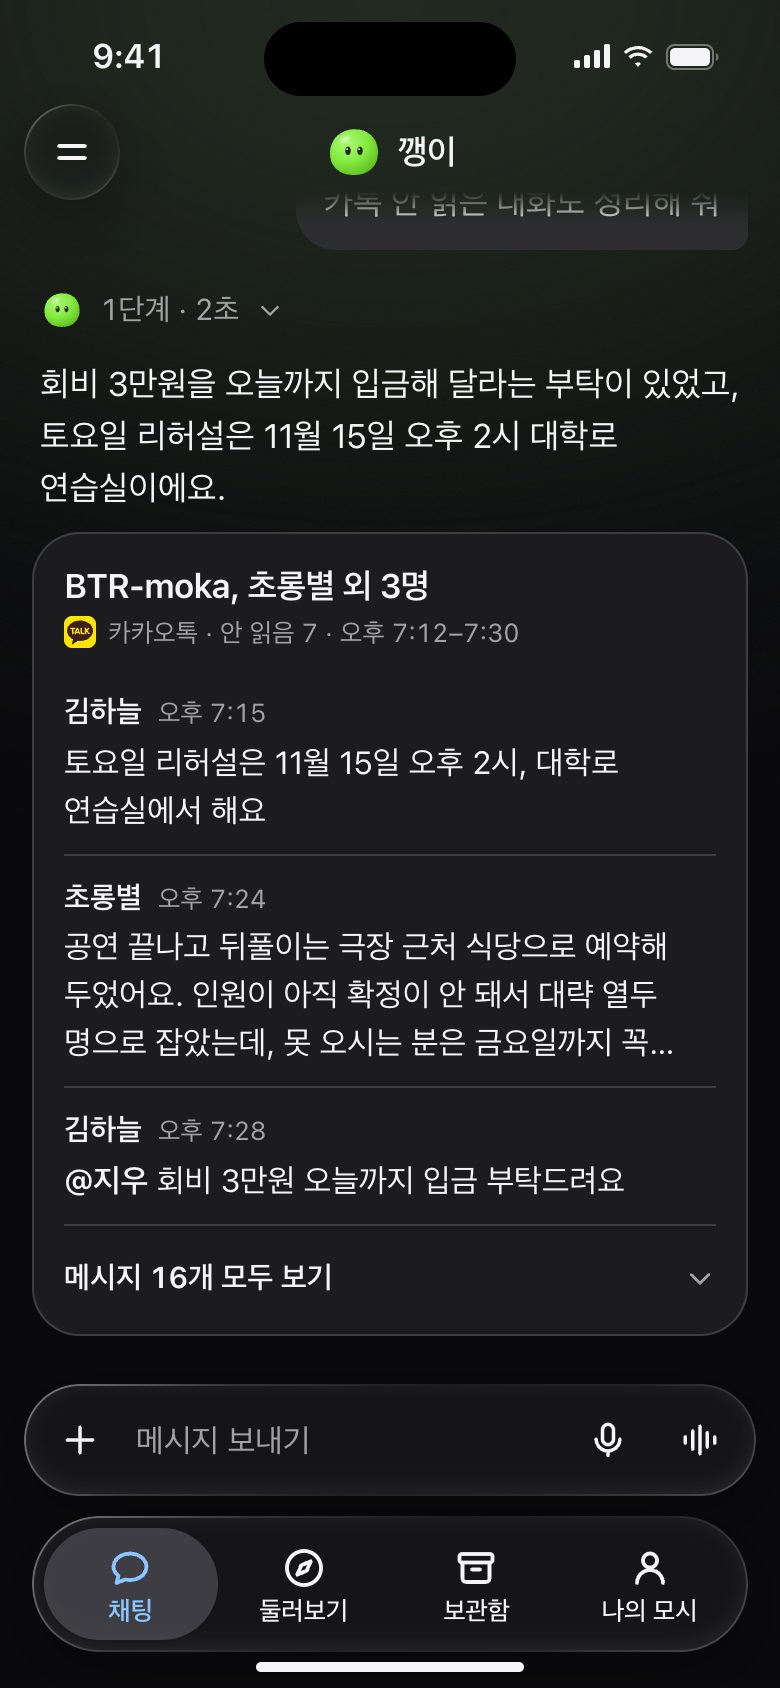 9:41
깽이
카톡 안 읽은 대화도 정리해 줘
1단계 · 2초
회비 3만원을 오늘까지 입금해 달라는 부탁이 있었고,
토요일 리허설은 11월 15일 오후 2시 대학로
연습실이에요.
BTR-moka, 초롱별 외 3명
TALK 카카오톡 · 안 읽음 7 · 오후 7:12–7:30
김하늘 오후 7:15
토요일 리허설은 11월 15일 오후 2시, 대학로
연습실에서 해요
초롱별 오후 7:24
공연 끝나고 뒤풀이는 극장 근처 식당으로 예약해
두었어요. 인원이 아직 확정이 안 돼서 대략 열두
명으로 잡았는데, 못 오시는 분은 금요일까지 꼭...
김하늘 오후 7:28
@지우 회비 3만원 오늘까지 입금 부탁드려요
메시지 16개 모두 보기
메시지 보내기
채팅 둘러보기 보관함 나의 모시